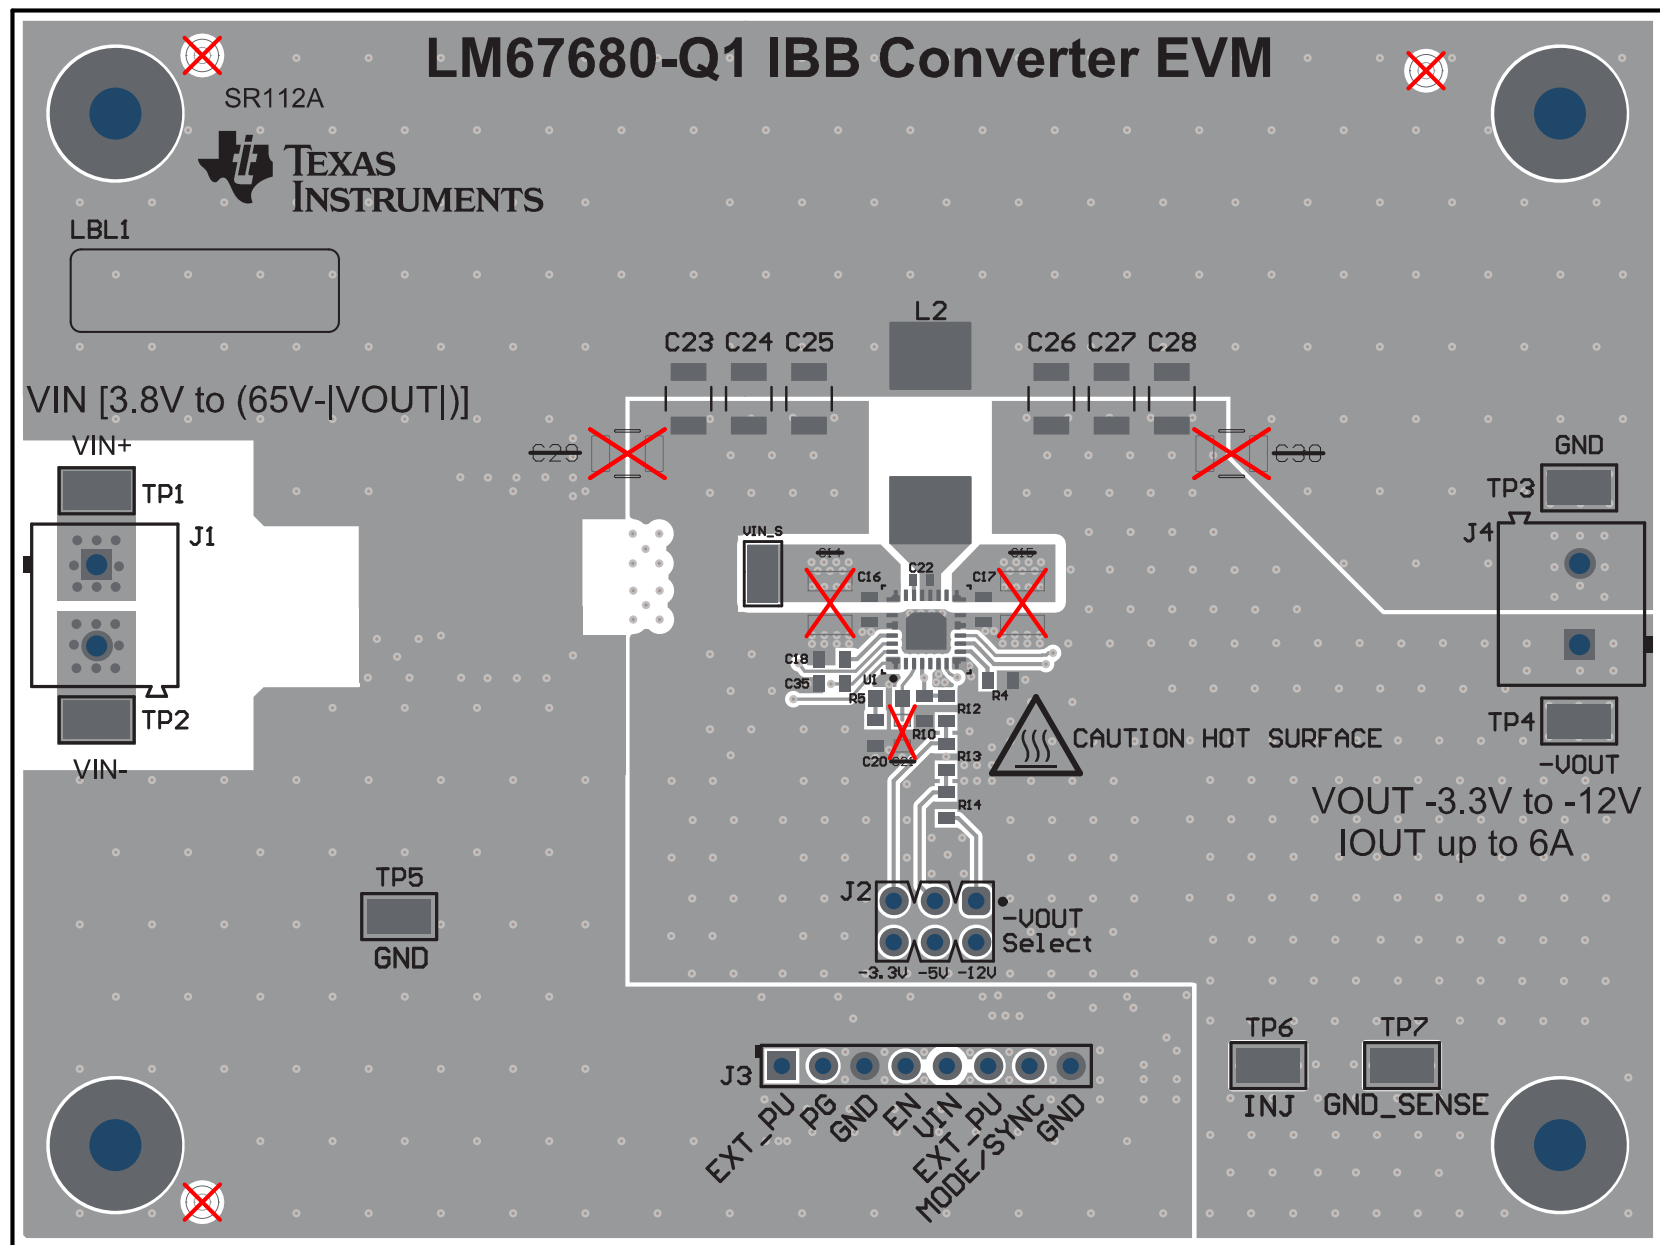 LM67680-Q1 IBB Converter EVM
SR112A
TEXAS
INSTRUMENTS
LBL1
L2
C23 C24 C25
C26 C27 C28
VIN [3.8V to (65V-|VOUT|)]
VIN+
TP1
J1
TP2
VIN-
C29
C30
GND
TP3
J4
TP4
-VOUT
VOUT -3.3V to -12V
IOUT up to 6A
VIN_S
C14
C15
C16
C22
C17
C18
C35
U1
R5
R4
R12
R10
C20
C21
R13
R14
CAUTION HOT SURFACE
TP5
GND
J2
-VOUT
Select
-3.3V -5V -12V
J3
EXT_PU
PG
GND
EN
VIN
EXT_PU
MODE/SYNC
GND
TP6
INJ
TP7
GND_SENSE